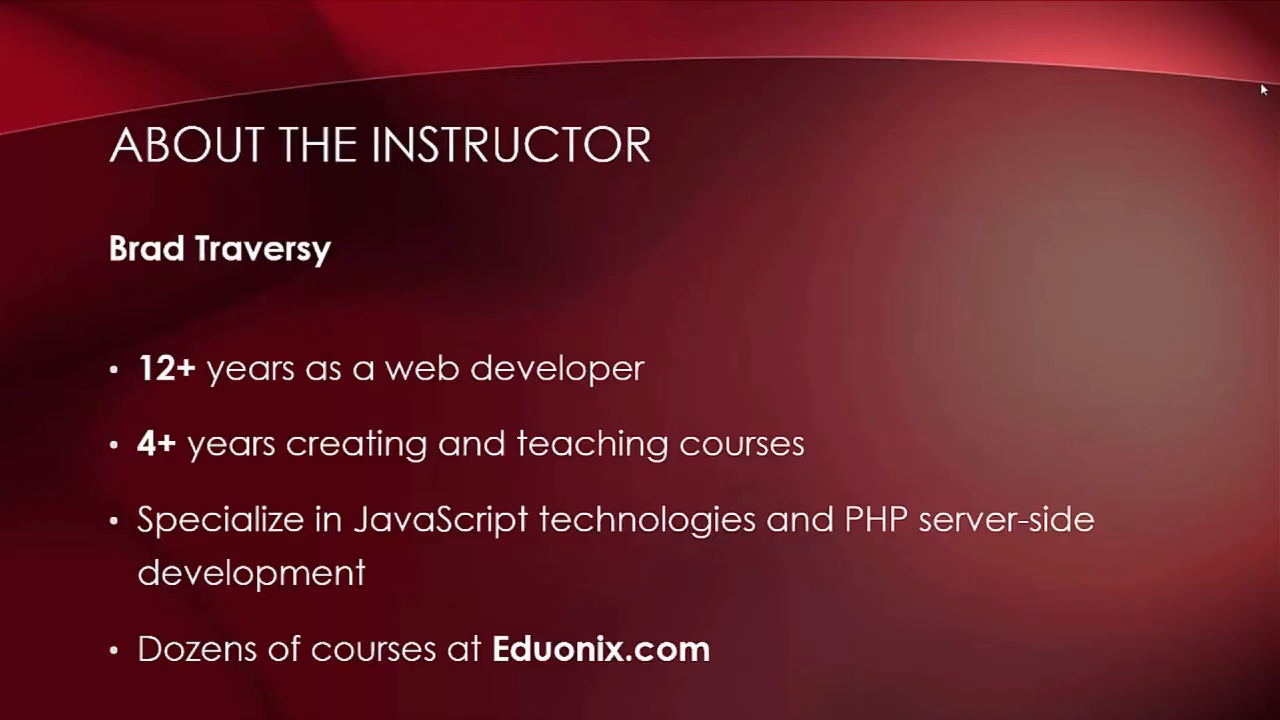 ABOUT THE INSTRUCTOR
Brad Traversy
• 12+ years as a web developer
• 4+ years creating and teaching courses
• Specialize in JavaScript technologies and PHP server-side
development
• Dozens of courses at Eduonix.com